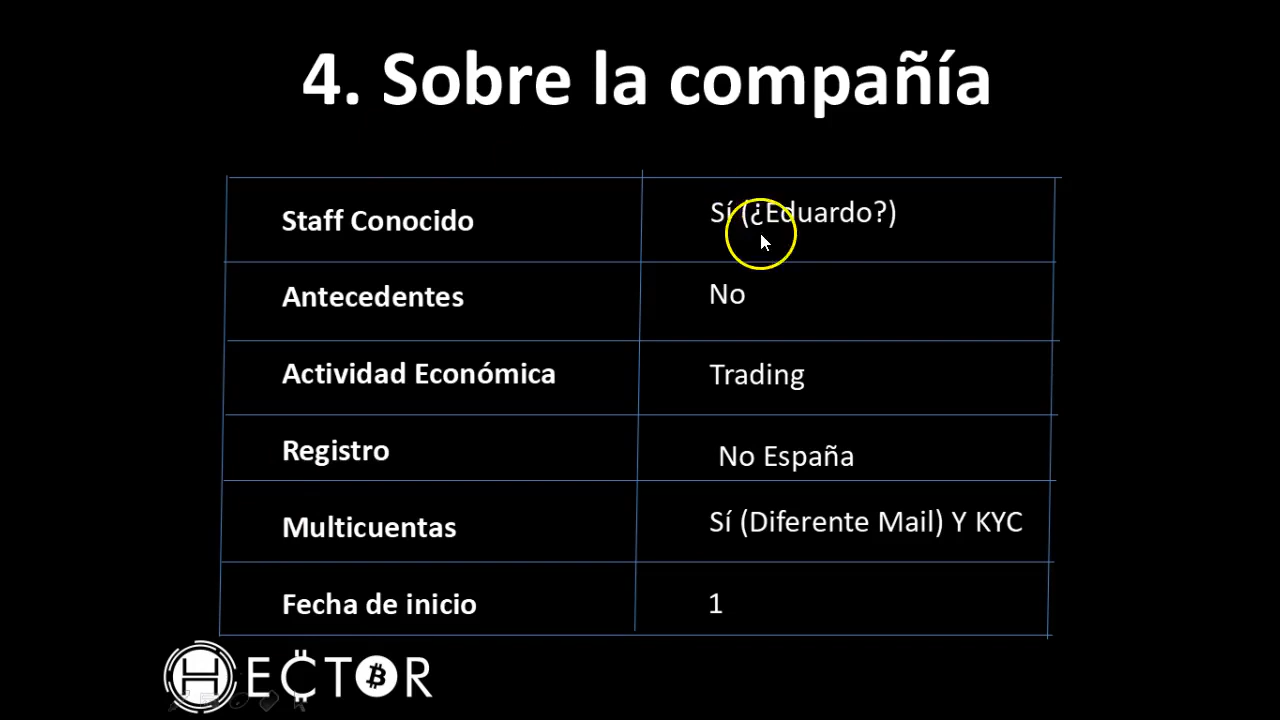 4. Sobre la compañía
Staff Conocido
Sí (¿Eduardo?)
Antecedentes
No
Actividad Económica
Trading
Registro
No España
Multicuentas
Sí (Diferente Mail) Y KYC
Fecha de inicio
1
HECTOR